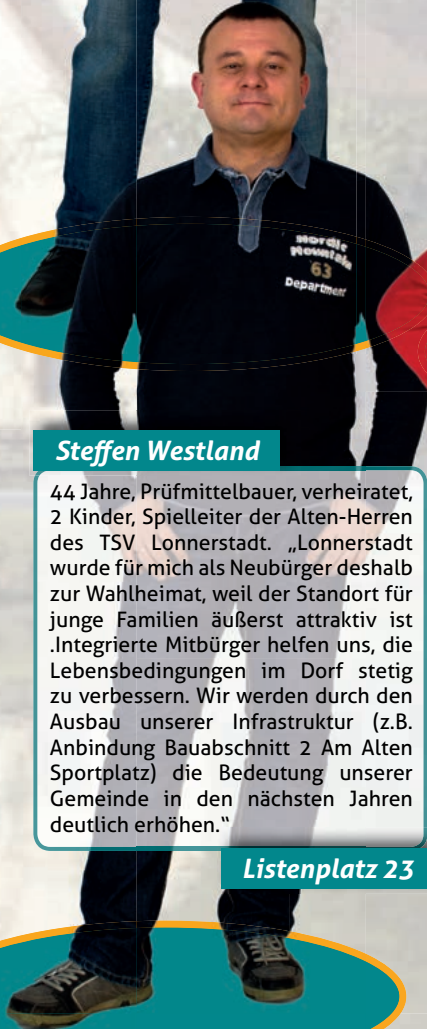 Nordic
Mountain
63
Department
Steffen Westland
44 Jahre, Prüfmittelbauer, verheiratet,
2 Kinder, Spielleiter der Alten-Herren
des TSV Lonnerstadt. „Lonnerstadt
wurde für mich als Neubürger deshalb
zur Wahlheimat, weil der Standort für
junge Familien äußerst attraktiv ist
.Integrierte Mitbürger helfen uns, die
Lebensbedingungen im Dorf stetig
zu verbessern. Wir werden durch den
Ausbau unserer Infrastruktur (z.B.
Anbindung Bauabschnitt 2 Am Alten
Sportplatz) die Bedeutung unserer
Gemeinde in den nächsten Jahren
deutlich erhöhen.“
Listenplatz 23